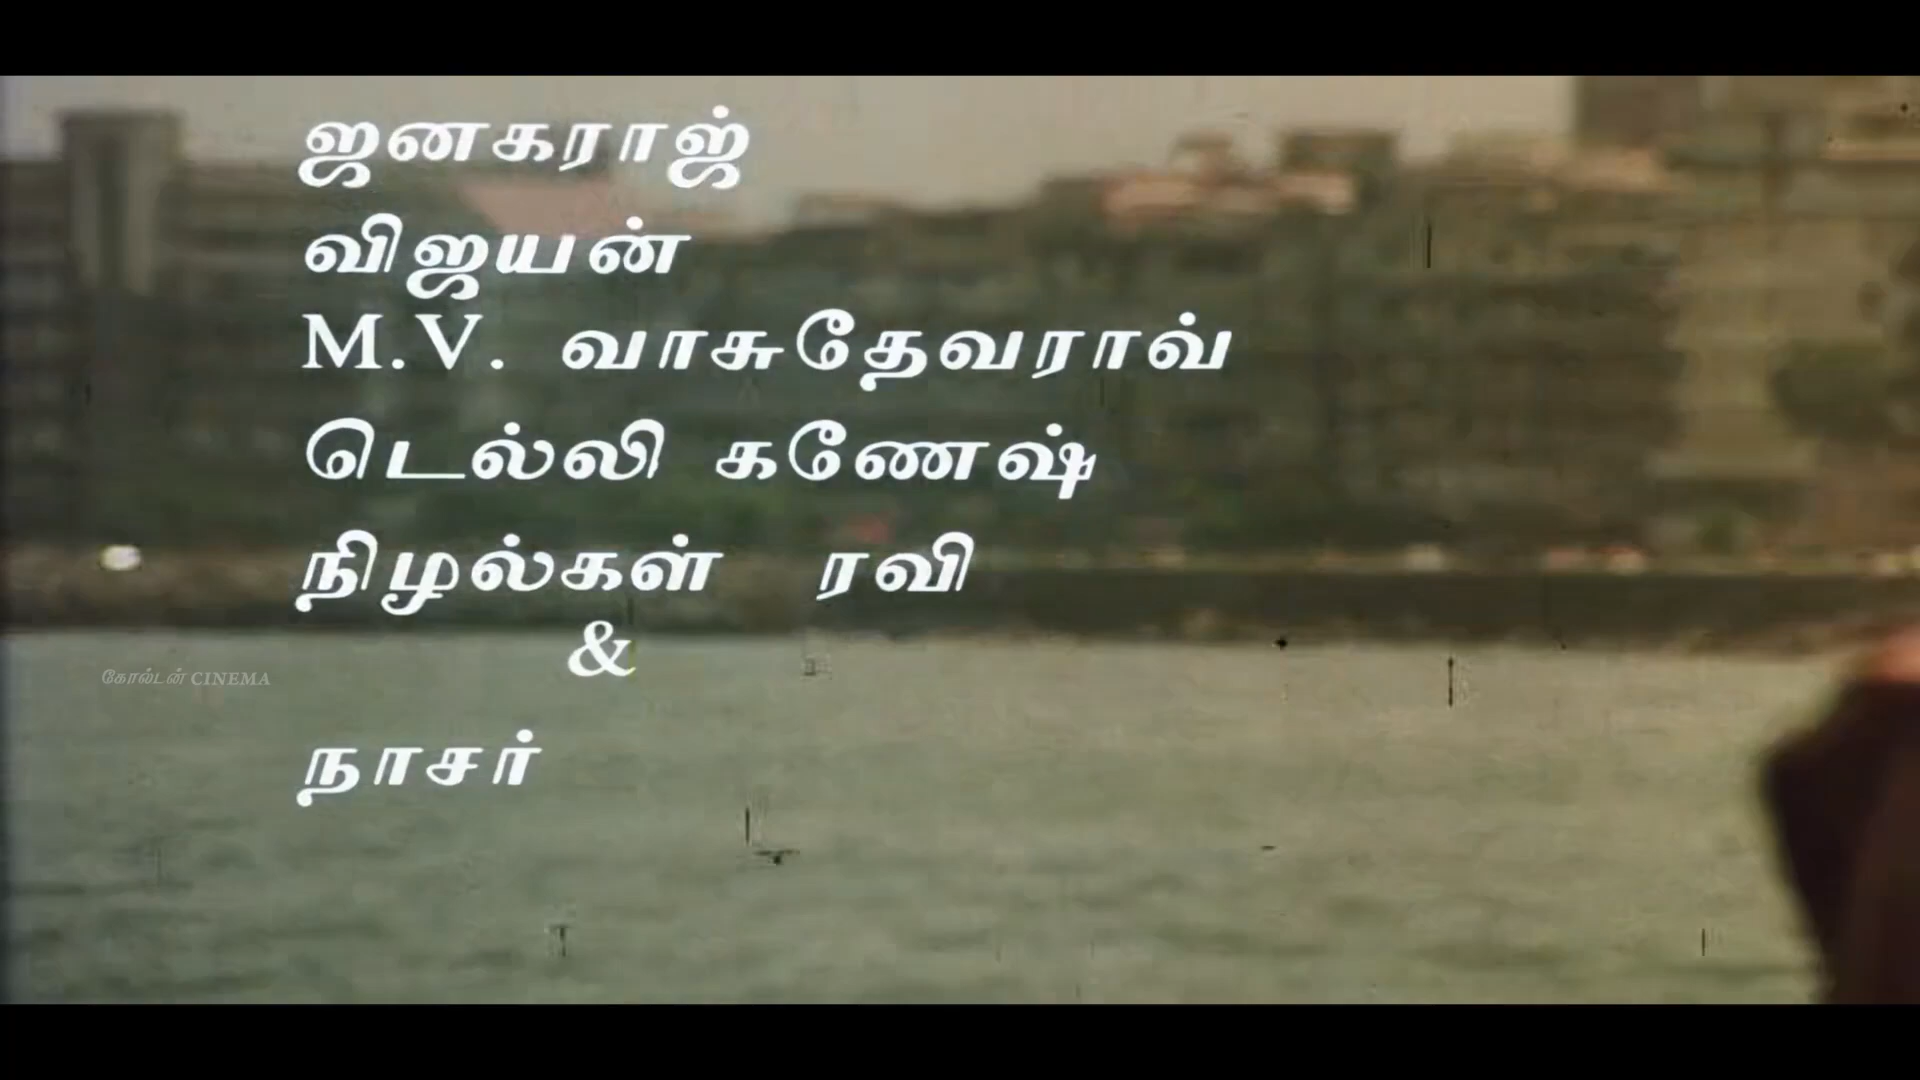 ஜனகராஜ்
விஜயன்
M.V. வாசுதேவராவ்
டெல்லி கணேஷ்
நிழல்கள் ரவி
&
கோல்டன் CINEMA
நாசர்